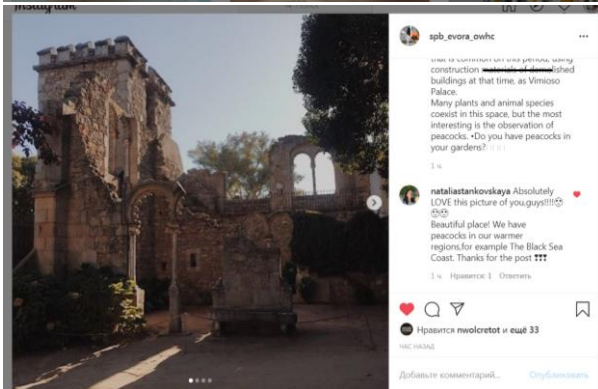 Instagram
spb_evora_owhc
that is common on this period, using
construction materials of demolished
buildings at that time, as Vimioso
Palace.
Many plants and animal species
coexist in this space, but the most
interesting is the observation of
peacocks. •Do you have peacocks in
your gardens?
1 ч.
nataliastankovskaya Absolutely
LOVE this picture of you,guys!!!!
Beautiful place! We have
peacocks in our warmer
regions,for example The Black Sea
Coast. Thanks for the post
1 ч. Нравится: 1 Ответить
Нравится nwolcretot и ещё 33
ЧАС НАЗАД
Добавьте комментарий...
Опубликовать